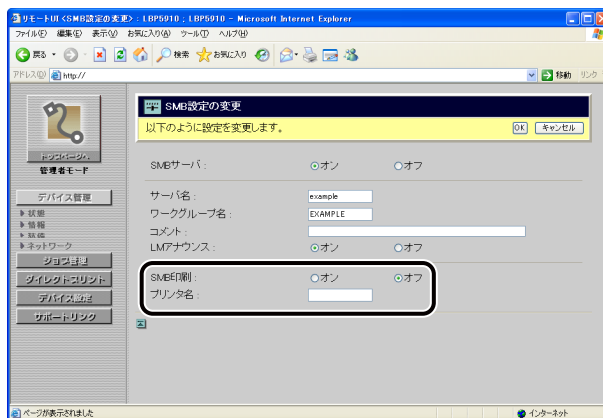 リモートUI <SMB設定の変更> : LBP5910 ; LBP5910 - Microsoft Internet Explorer
ファイル(F) 編集(E) 表示(V) お気に入り(A) ツール(T) ヘルプ(H)
戻る 検索 お気に入り
アドレス(D) http:// 移動 リンク
トップページへ
管理者モード
デバイス管理
状態
情報
装備
ネットワーク
ジョブ管理
ダイレクトプリント
デバイス設定
サポートリンク
SMB設定の変更
以下のように設定を変更します。 OK キャンセル
SMBサーバ : オン オフ
サーバ名 : example
ワークグループ名 : EXAMPLE
コメント :
LMアナウンス : オン オフ
SMB印刷 : オン オフ
プリンタ名 :
ページが表示されました インターネット